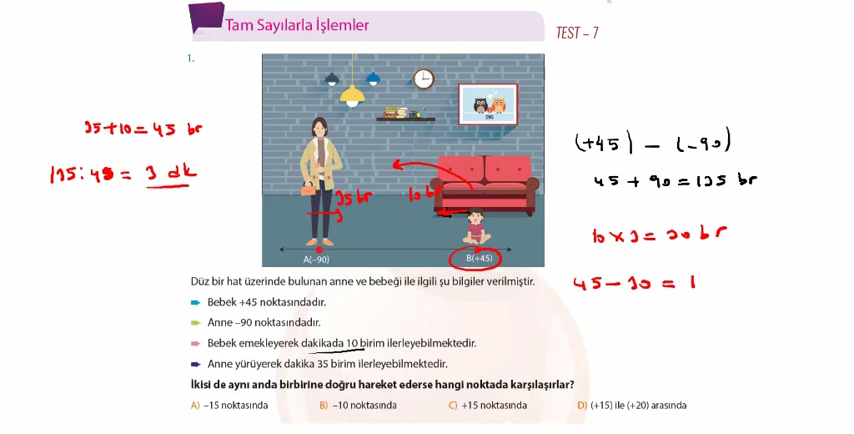 Tam Sayılarla İşlemler
TEST – 7
1.
35+10=45 br
135:45 = 3 dk
35 br
10 br
(+45) – (-90)
45 + 90 = 135 br
10 x 3 = 30 br
45 – 30 = 1
A(–90)
B(+45)
Düz bir hat üzerinde bulunan anne ve bebeği ile ilgili şu bilgiler verilmiştir.
Bebek +45 noktasındadır.
Anne –90 noktasındadır.
Bebek emekleyerek dakikada 10 birim ilerleyebilmektedir.
Anne yürüyerek dakika 35 birim ilerleyebilmektedir.
İkisi de aynı anda birbirine doğru hareket ederse hangi noktada karşılaşırlar?
A) –15 noktasında B) –10 noktasında C) +15 noktasında D) (+15) ile (+20) arasında